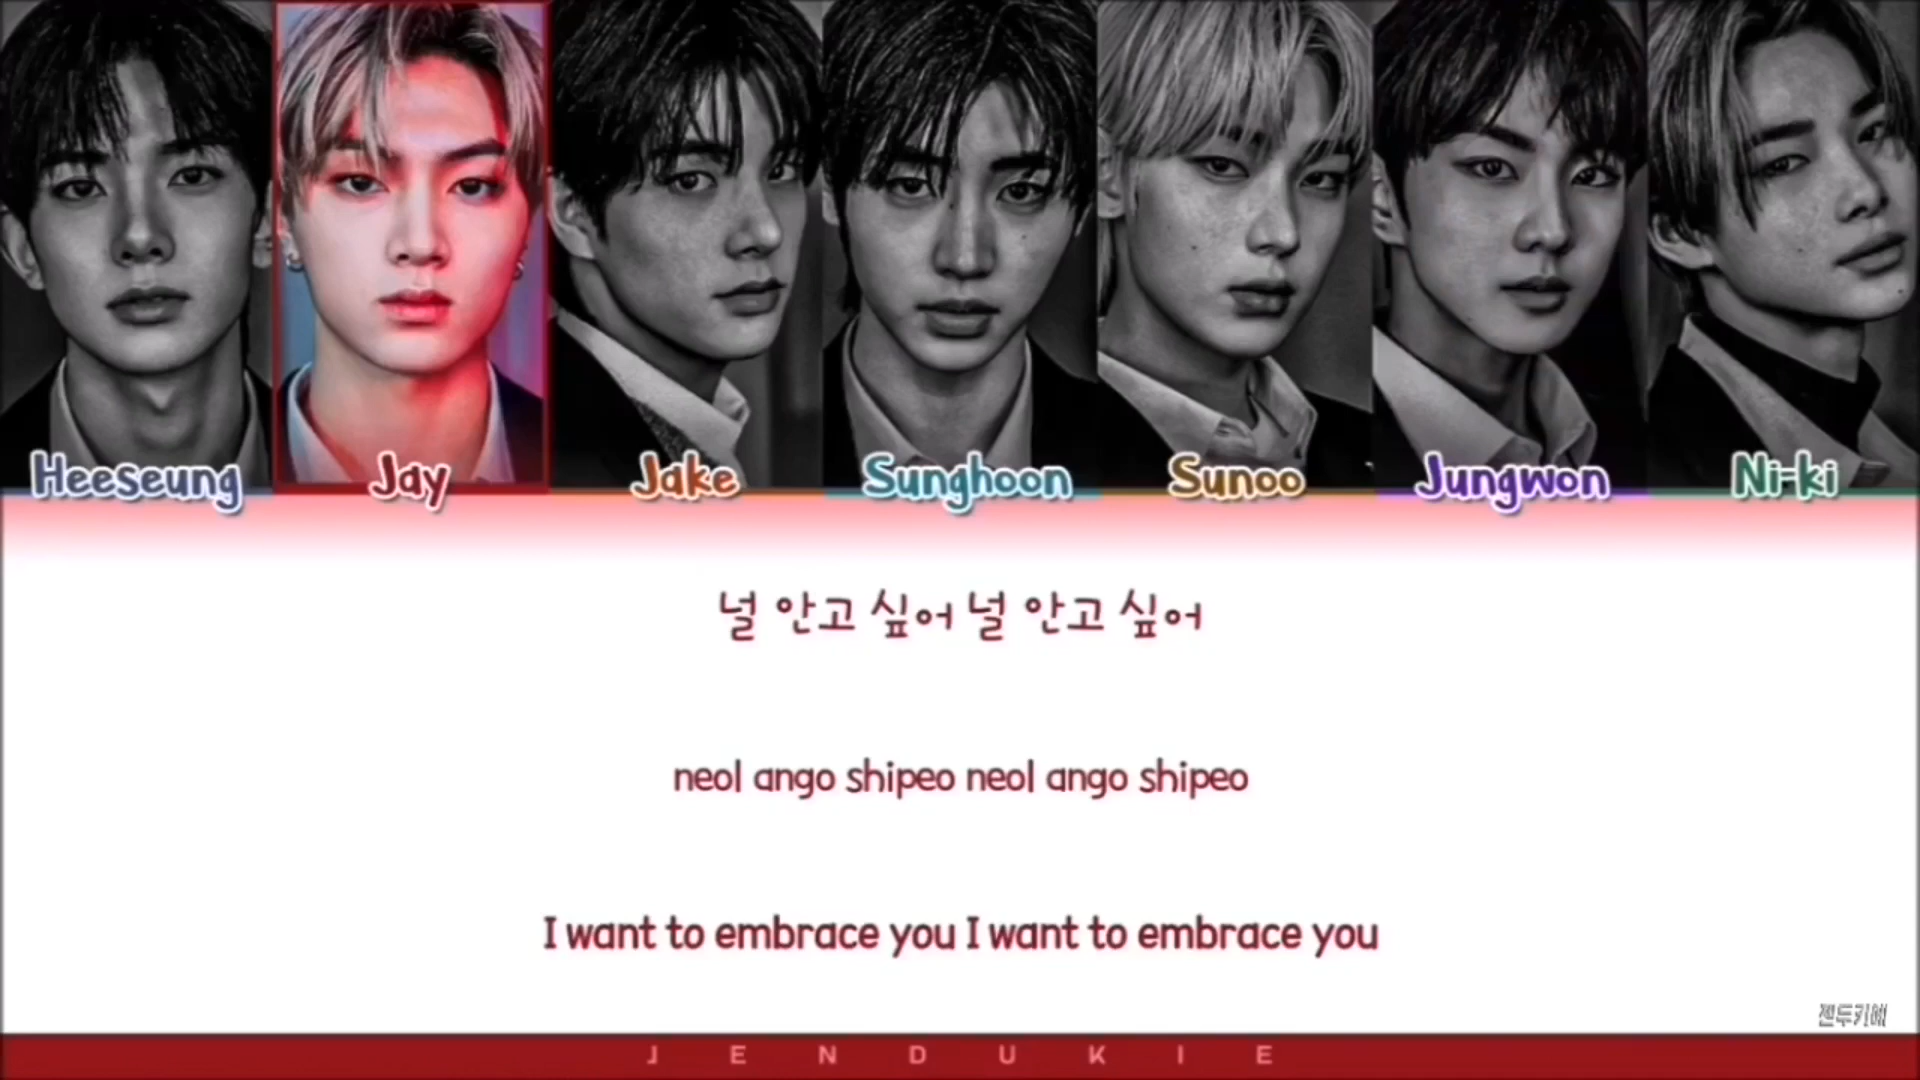 Heeseung Jay Jake Sunghoon Sunoo Jungwon Ni-ki
널 안고 싶어 널 안고 싶어
neol ango shipeo neol ango shipeo
I want to embrace you I want to embrace you
젠두키에
JENDUKIE